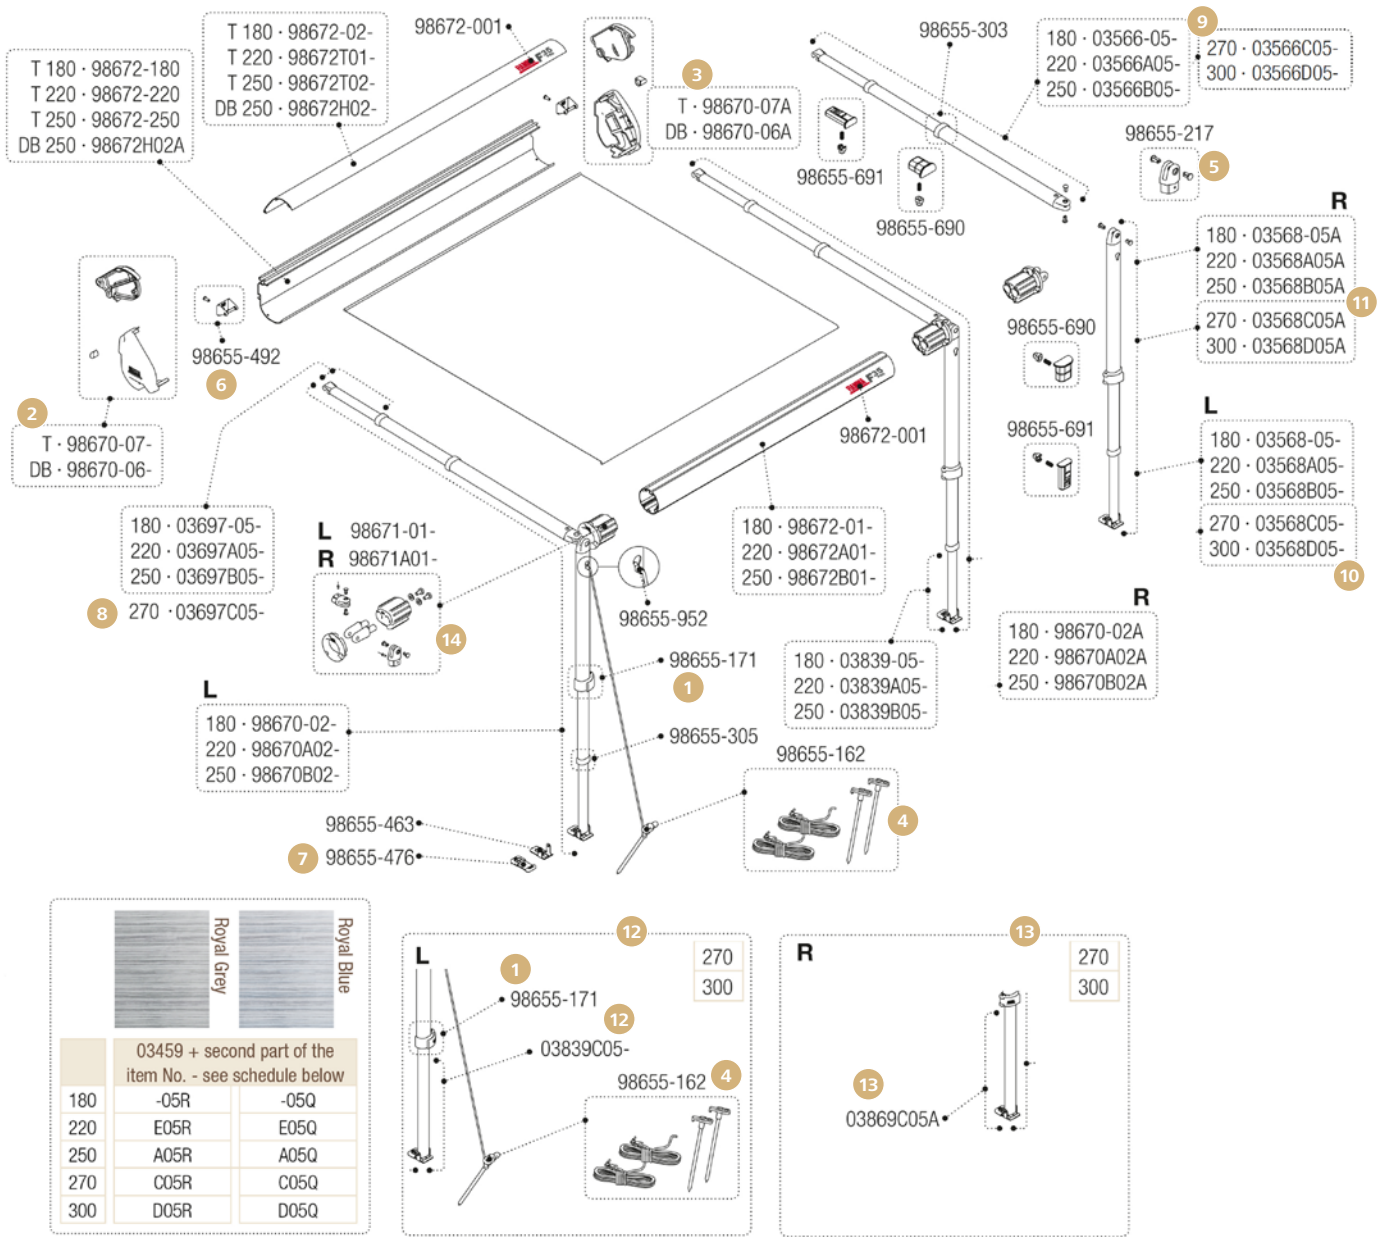 T 180 · 98672-180
T 220 · 98672-220
T 250 · 98672-250
DB 250 · 98672H02A
T 180 · 98672-02-
T 220 · 98672T01-
T 250 · 98672T02-
DB 250 · 98672H02-
98672-001
3
T · 98670-07A
DB · 98670-06A
98655-303
9
180 · 03566-05-
220 · 03566A05-
250 · 03566B05-
270 · 03566C05-
300 · 03566D05-
98655-691
98655-690
98655-217
5
R
180 · 03568-05A
220 · 03568A05A
250 · 03568B05A
11
270 · 03568C05A
300 · 03568D05A
98655-690
98655-691
L
180 · 03568-05-
220 · 03568A05-
250 · 03568B05-
270 · 03568C05-
300 · 03568D05-
10
98655-492
6
2
T · 98670-07-
DB · 98670-06-
98672-001
180 · 03697-05-
220 · 03697A05-
250 · 03697B05-
8
270 · 03697C05-
L 98671-01-
R 98671A01-
14
180 · 98672-01-
220 · 98672A01-
250 · 98672B01-
98655-952
98655-171
1
98655-305
180 · 03839-05-
220 · 03839A05-
250 · 03839B05-
R
180 · 98670-02A
220 · 98670A02A
250 · 98670B02A
L
180 · 98670-02-
220 · 98670A02-
250 · 98670B02-
98655-162
4
98655-463
7
98655-476
Royal Grey
Royal Blue
03459 + second part of the
item No. - see schedule below
180 -05R -05Q
220 E05R E05Q
250 A05R A05Q
270 C05R C05Q
300 D05R D05Q
12
L
270
300
1
98655-171
12
03839C05-
98655-162
4
13
R
270
300
13
03869C05A